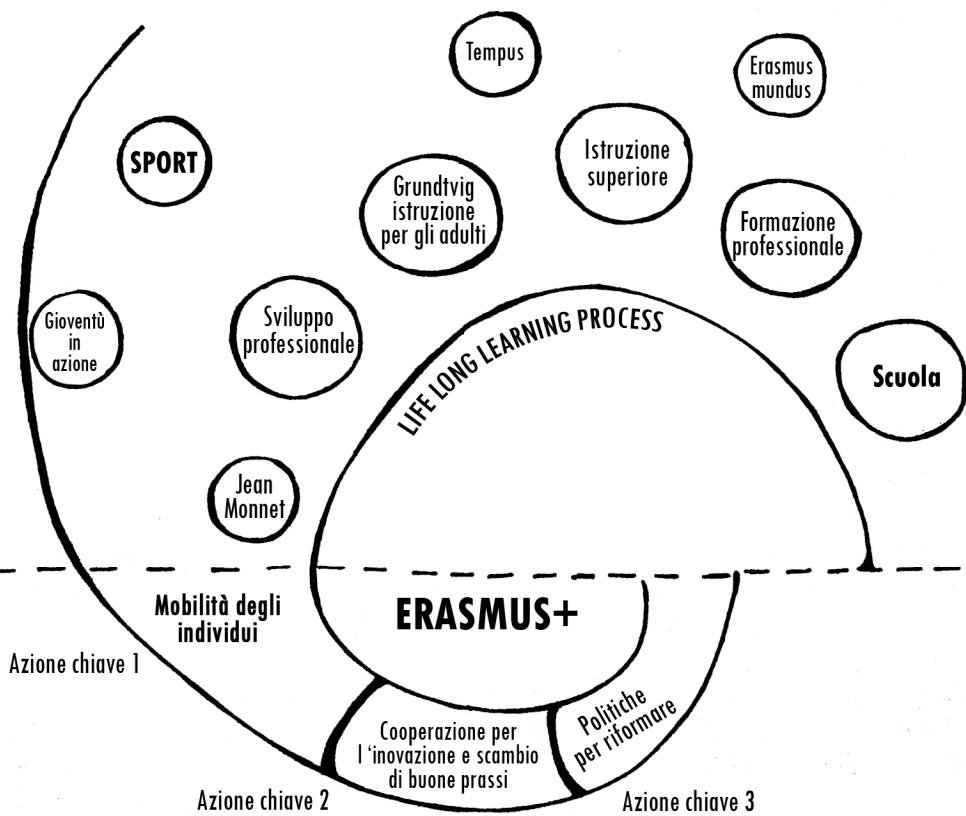 Tempus
Erasmus
mundus
SPORT
Istruzione
superiore
Grundtvig
istruzione
per gli adulti
Formazione
professionale
Gioventù
in
azione
Sviluppo
professionale
LIFE LONG LEARNING PROCESS
Scuola
Jean
Monnet
Mobilità degli
individui
ERASMUS+
Azione chiave 1
Cooperazione per
l 'inovazione e scambio
di buone prassi
Politiche
per riformare
Azione chiave 2
Azione chiave 3